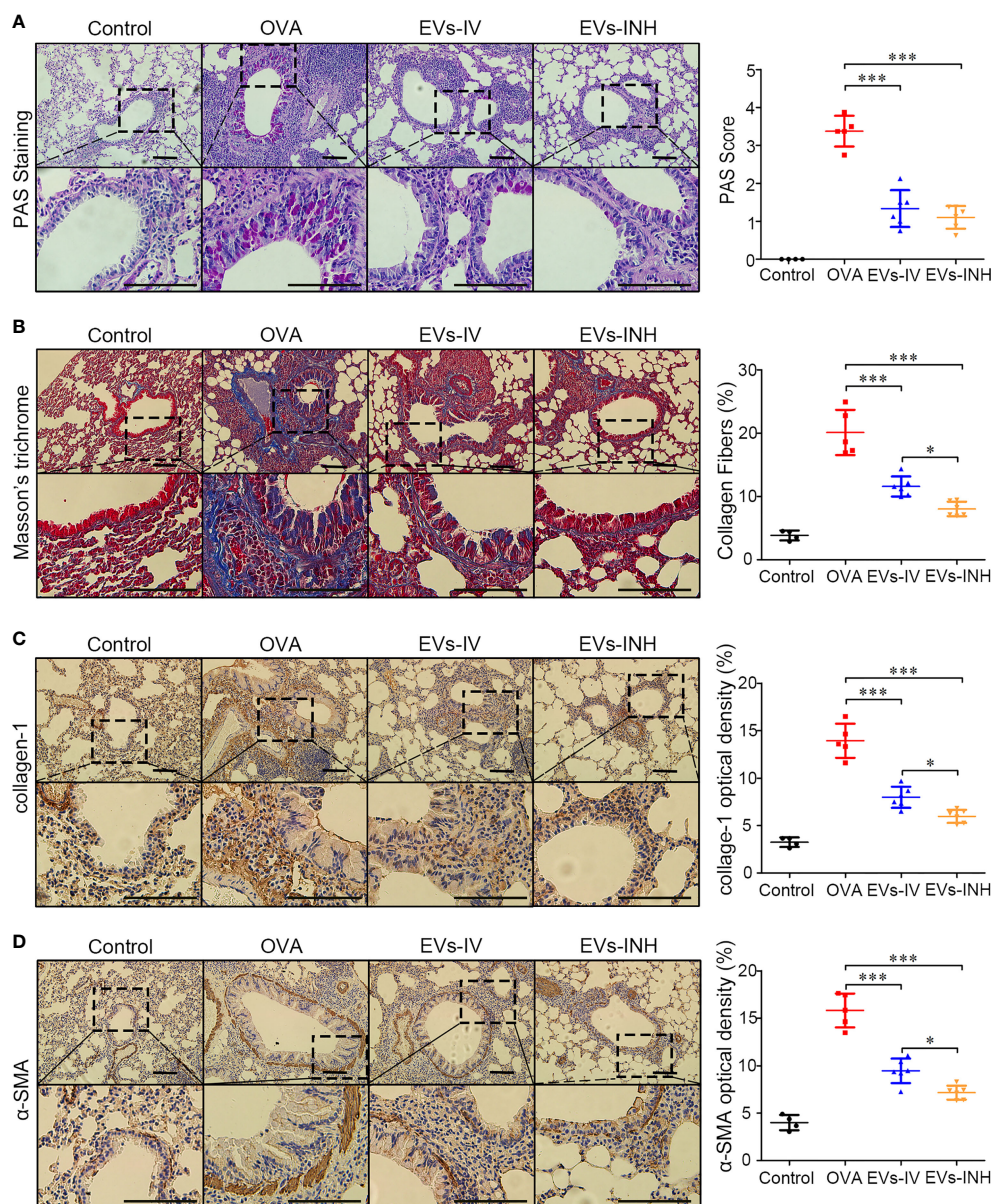 A
Control OVA EVs-IV EVs-INH
PAS Staining
PAS Score
5
4
3
2
1
0
***
***
Control OVA EVs-IV EVs-INH
B
Control OVA EVs-IV EVs-INH
Masson's trichrome
Collagen Fibers (%)
30
20
10
0
***
***
*
Control OVA EVs-IV EVs-INH
C
Control OVA EVs-IV EVs-INH
collagen-1
collage-1 optical density (%)
20
15
10
5
0
***
***
*
Control OVA EVs-IV EVs-INH
D
Control OVA EVs-IV EVs-INH
α-SMA
α-SMA optical density (%)
20
15
10
5
0
***
***
*
Control OVA EVs-IV EVs-INH